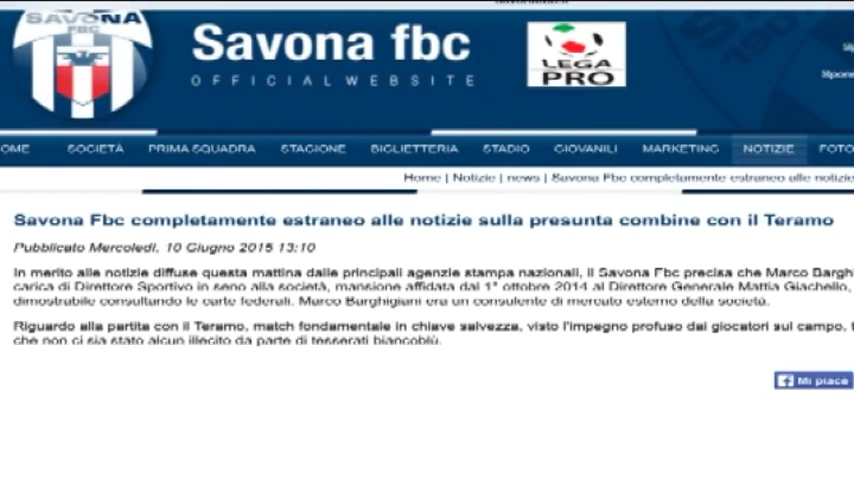 SAVONA
FBC
Savona fbc
OFFICIAL WEBSITE
LEGA
PRO
Sponso
OME SOCIETÀ PRIMA SQUADRA STAGIONE BIGLIETTERIA STADIO GIOVANILI MARKETING NOTIZIE FOTO
Home | Notizie | news | Savona Fbc completamente estraneo alle notizie
Savona Fbc completamente estraneo alle notizie sulla presunta combine con il Teramo
Pubblicato Mercoledì, 10 Giugno 2015 13:10
In merito alle notizie diffuse questa mattina dalle principali agenzie stampa nazionali, il Savona Fbc precisa che Marco Bargh
carica di Direttore Sportivo in seno alla società, mansione affidata dal 1° ottobre 2014 al Direttore Generale Mattia Giachello,
dimostrabile consultando le carte federali. Marco Barghigiani era un consulente di mercato esterno della società.
Riguardo alla partita con il Teramo, match fondamentale in chiave salvezza, visto l'impegno profuso dai giocatori sul campo,
che non ci sia stato alcun illecito da parte di tesserati biancoblù.
Mi piace